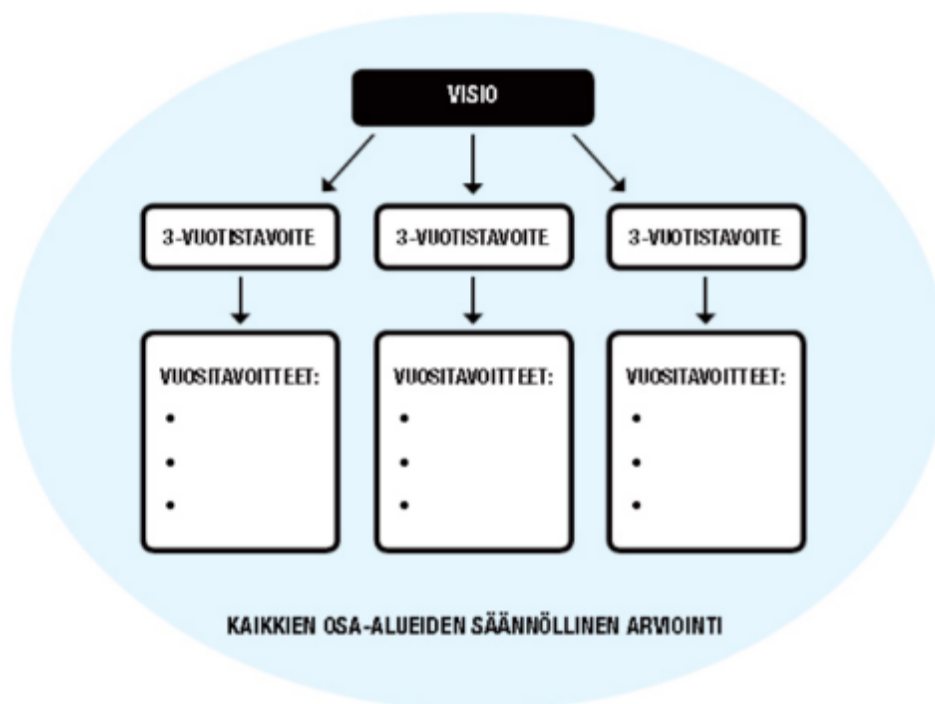 VISIO
3-VUOTISTAVOITE
3-VUOTISTAVOITE
3-VUOTISTAVOITE
VUOSITAVOITTEET:
•
•
•
VUOSITAVOITTEET:
•
•
•
VUOSITAVOITTEET:
•
•
•
KAIKKIEN OSA-ALUEIDEN SÄÄNNÖLLINEN ARVIOINTI